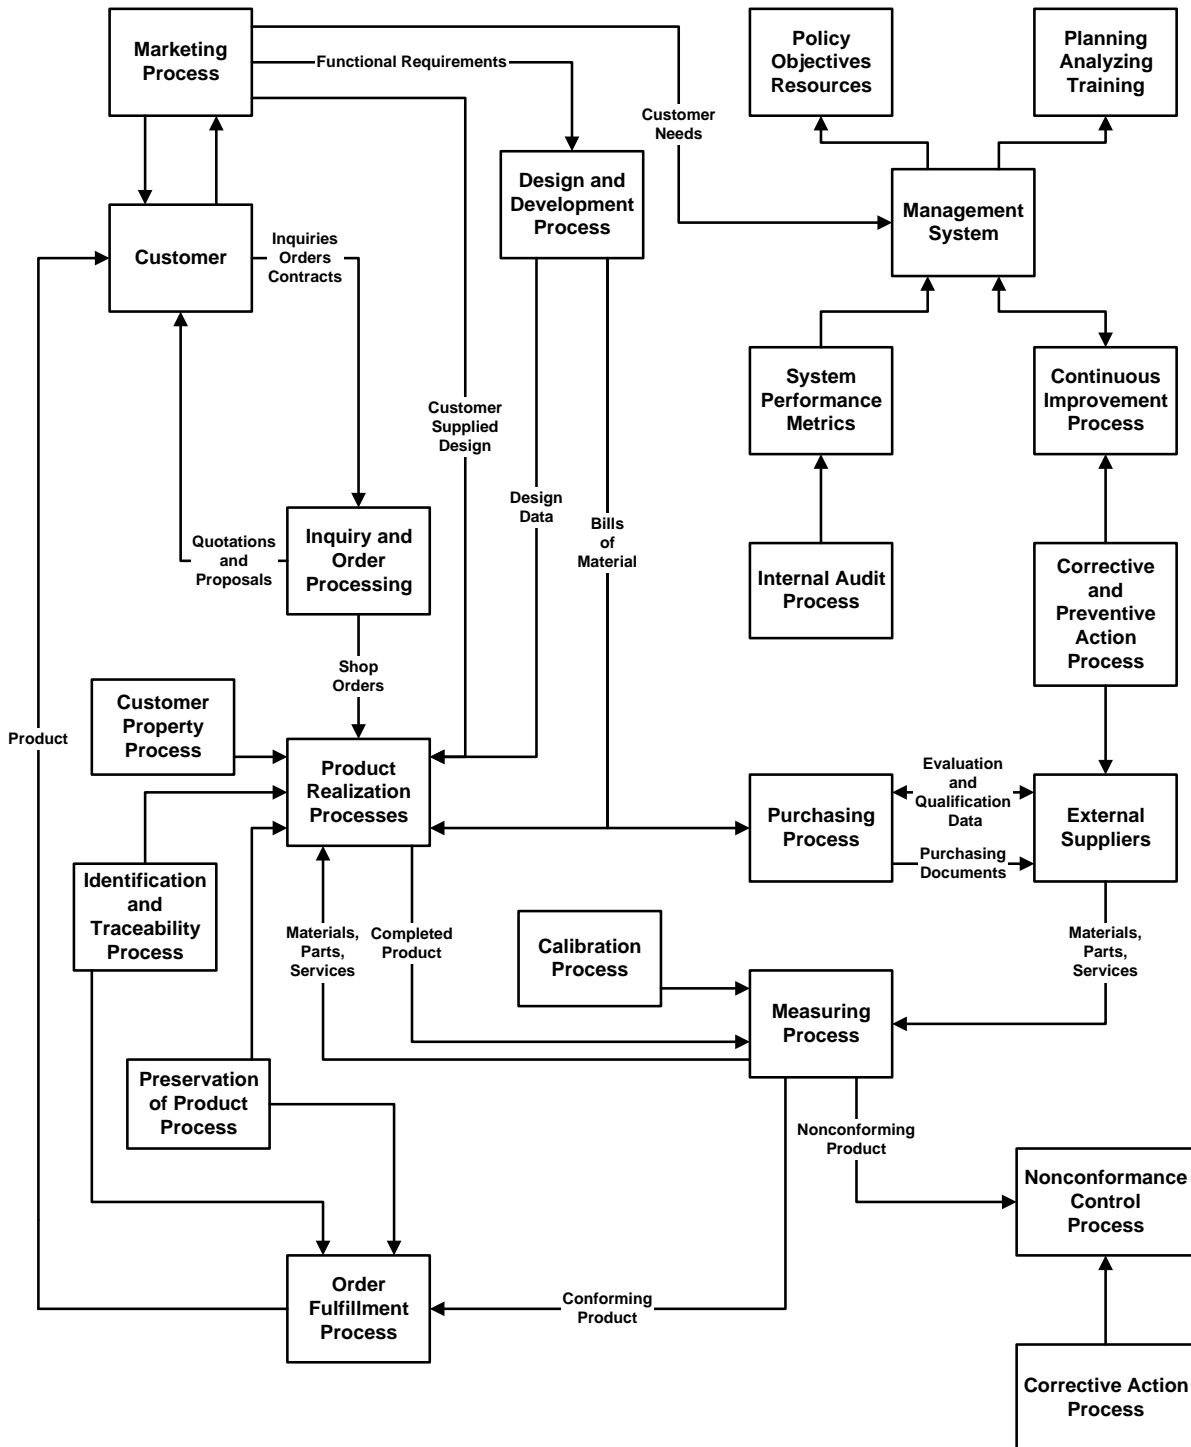 Marketing
Process
Functional Requirements
Policy
Objectives
Resources
Planning
Analyzing
Training
Customer
Needs
Design and
Development
Process
Management
System
Customer
Inquiries
Orders
Contracts
System
Performance
Metrics
Continuous
Improvement
Process
Customer
Supplied
Design
Design
Data
Bills
of
Material
Quotations
and
Proposals
Inquiry and
Order
Processing
Internal Audit
Process
Corrective
and
Preventive
Action
Process
Shop
Orders
Customer
Property
Process
Product
Product
Realization
Processes
Purchasing
Process
Evaluation
and
Qualification
Data
Purchasing
Documents
External
Suppliers
Identification
and
Traceability
Process
Materials,
Parts,
Services
Completed
Product
Calibration
Process
Measuring
Process
Materials,
Parts,
Services
Preservation
of Product
Process
Nonconforming
Product
Nonconformance
Control
Process
Order
Fulfillment
Process
Conforming
Product
Corrective Action
Process